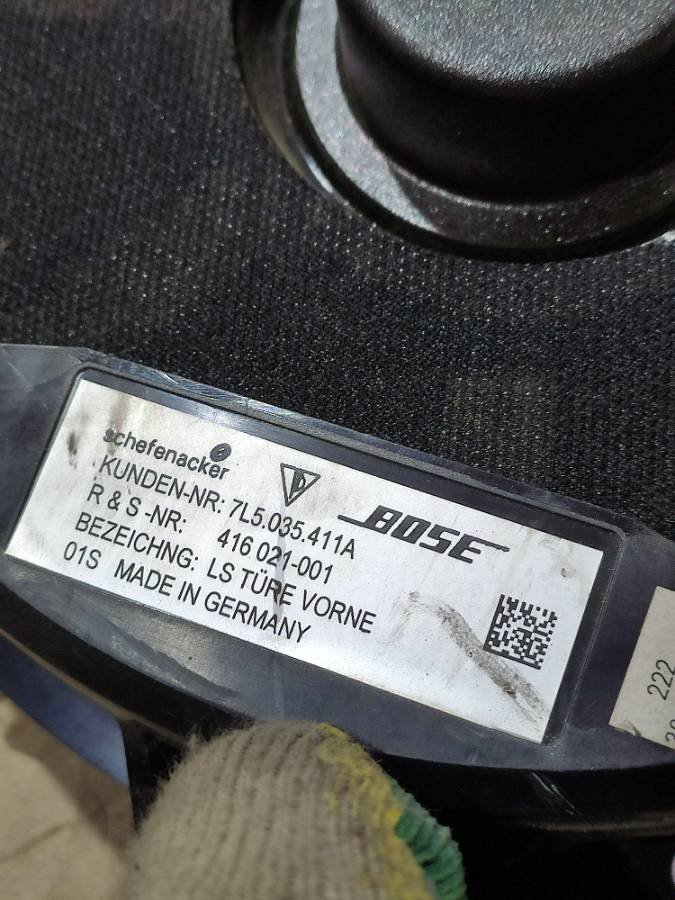 schefenacker
BOSE
KUNDEN-NR: 7L5.035.411A
R & S -NR: 416 021-001
BEZEICHNG: LS TÜRE VORNE
01S MADE IN GERMANY
222